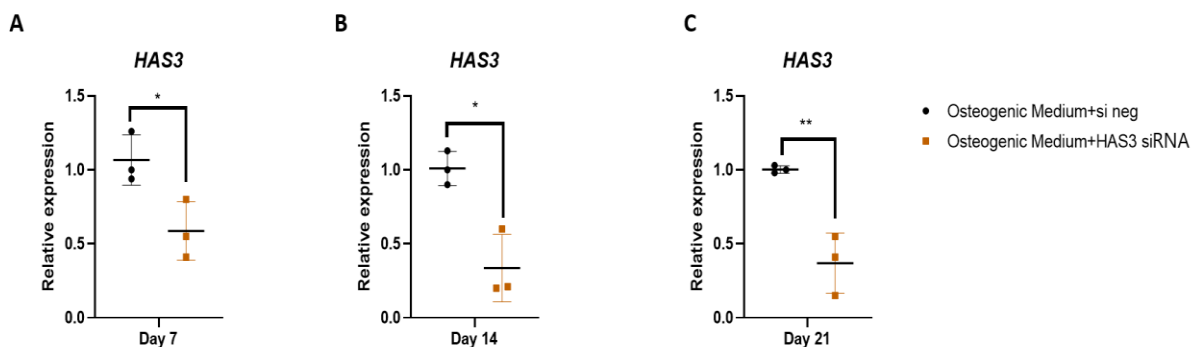 A
HAS3
Relative expression
1.5
1.0
0.5
0.0
*
Day 7
B
HAS3
Relative expression
1.5
1.0
0.5
0.0
*
Day 14
C
HAS3
Relative expression
1.5
1.0
0.5
0.0
**
Day 21
Osteogenic Medium+si neg
Osteogenic Medium+HAS3 siRNA